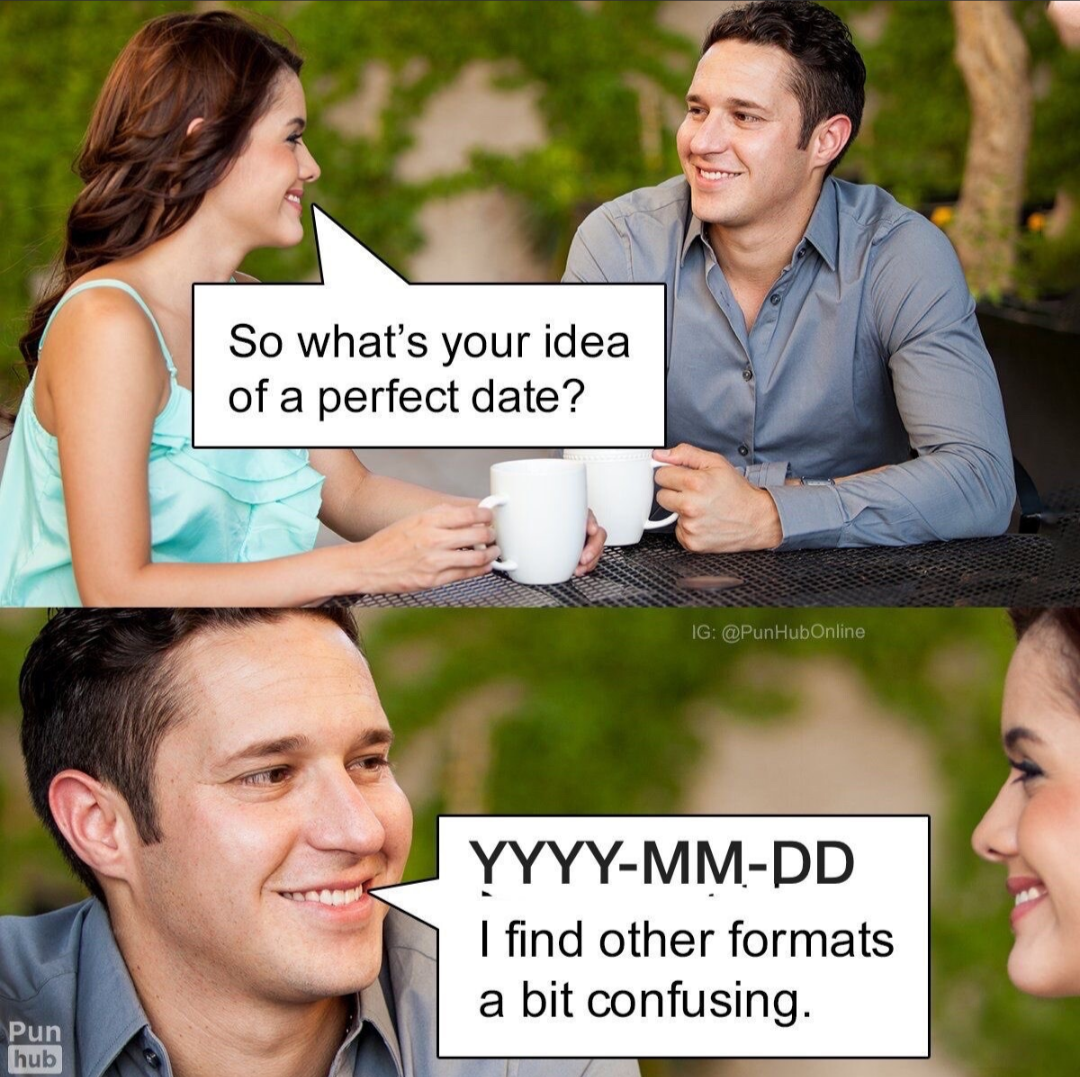 So what's your idea
of a perfect date?
IG: @PunHubOnline
YYYY-MM-DD
I find other formats
a bit confusing.
Pun
hub